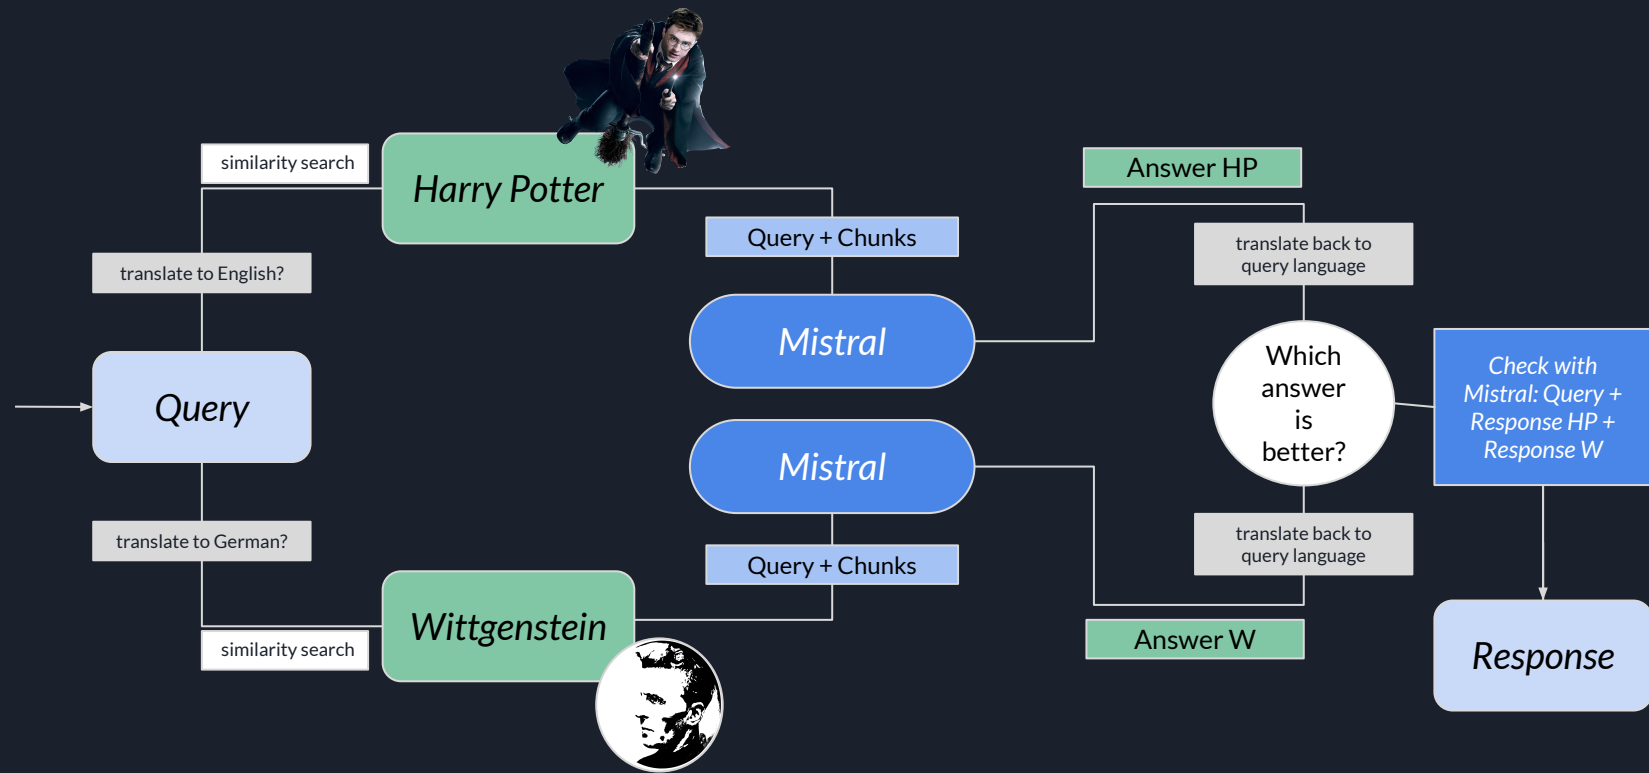 similarity search
Harry Potter
Answer HP
Query + Chunks
translate back to
query language
translate to English?
Mistral
Which
answer
is
better?
Check with
Mistral: Query +
Response HP +
Response W
Query
Mistral
translate to German?
Query + Chunks
translate back to
query language
Wittgenstein
similarity search
Answer W
Response